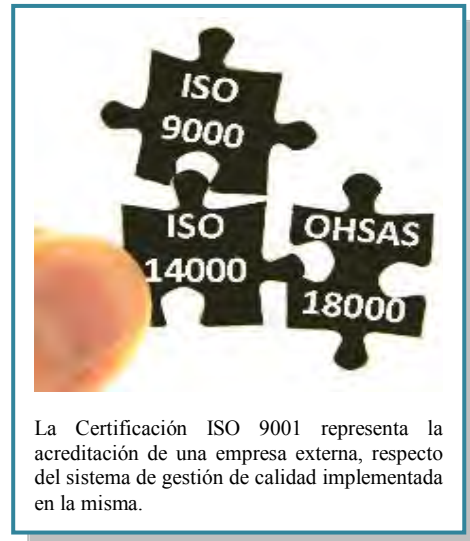 ISO
9000
ISO
14000
OHSAS
18000
La Certificación ISO 9001 representa la
acreditación de una empresa externa, respecto
del sistema de gestión de calidad implementada
en la misma.